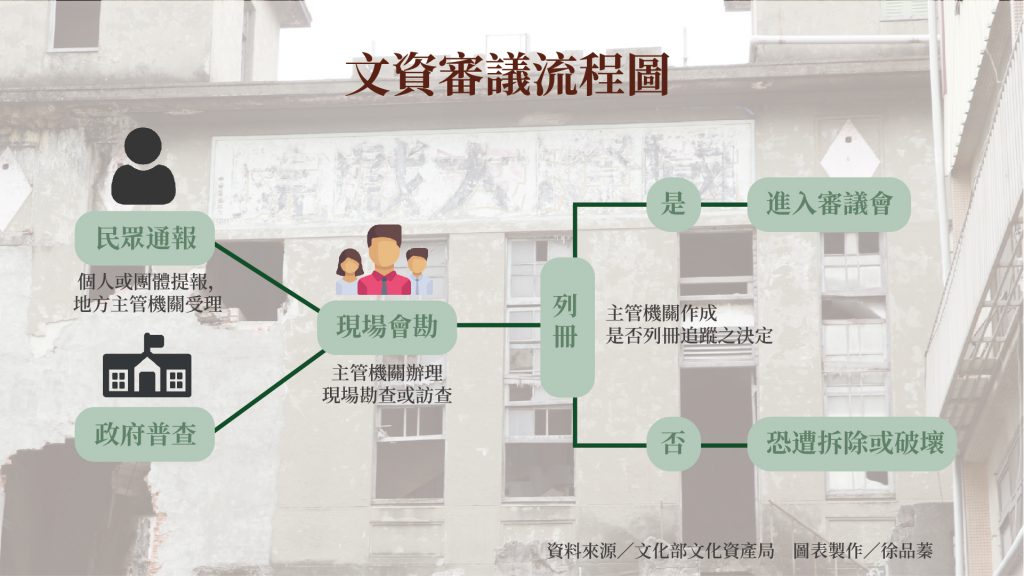 文資審議流程圖
民眾通報
個人或團體提報，
地方主管機關受理
政府普查
現場會勘
主管機關辦理
現場勘查或訪查
列
冊
主管機關作成
是否列冊追蹤之決定
是
進入審議會
否
恐遭拆除或破壞
資料來源／文化部文化資產局　圖表製作／徐品蓁